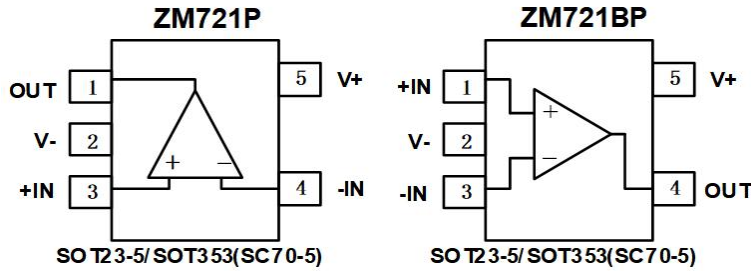 ZM721P
OUT 1 5 V+
V- 2
+IN 3 + − 4 -IN
SOT23-5/SOT353(SC70-5)
ZM721BP
+IN 1 + 5 V+
V- 2
-IN 3 − 4 OUT
SOT23-5/SOT353(SC70-5)